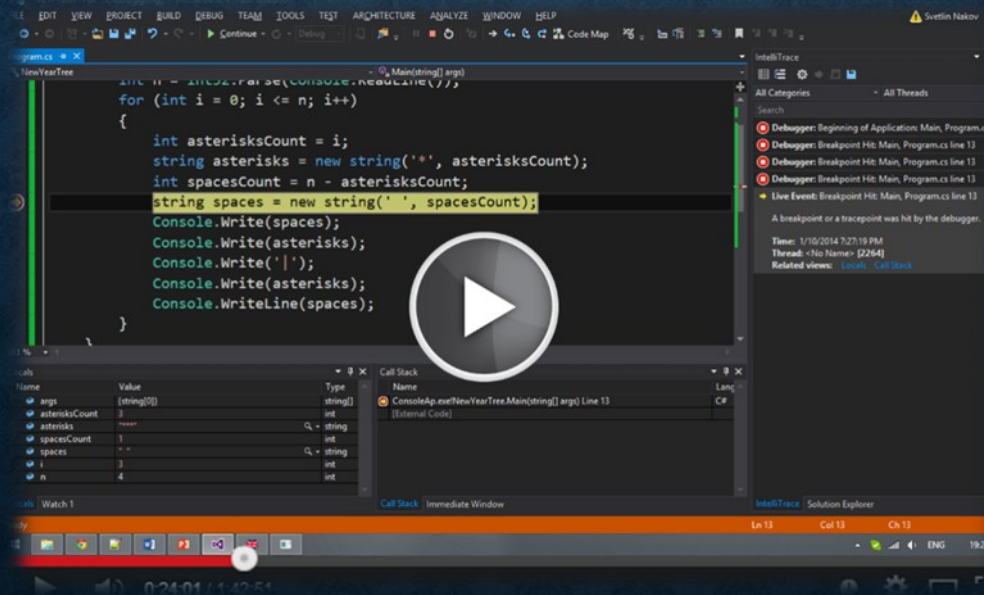 EDIT VIEW PROJECT BUILD DEBUG TEAM TOOLS TEST ARCHITECTURE ANALYZE WINDOW HELP Svetlin Nakov
Continue Debug Code Map
NewYearTree Main(string[] args)
int n = int32.Parse(Console.ReadLine());
for (int i = 0; i <= n; i++)
{
int asterisksCount = i;
string asterisks = new string('*', asterisksCount);
int spacesCount = n - asterisksCount;
string spaces = new string(' ', spacesCount);
Console.Write(spaces);
Console.Write(asterisks);
Console.Write('|');
Console.Write(asterisks);
Console.WriteLine(spaces);
}
}
IntelliTrace
All Categories All Threads
Search
Debugger: Beginning of Application: Main, Program.c
Debugger: Breakpoint Hit: Main, Program.cs line 13
Debugger: Breakpoint Hit: Main, Program.cs line 13
Debugger: Breakpoint Hit: Main, Program.cs line 13
Live Event: Breakpoint Hit: Main, Program.cs line 13
A breakpoint or a tracepoint was hit by the debugger.
Time: 1/10/2014 7:27:19 PM
Thread: <No Name> [2264]
Related views: Locals Call Stack
Name Value Type
args {string[0]} string[]
asterisksCount 3 int
asterisks string
spacesCount 1 int
spaces " " string
i 3 int
n 4 int
Watch 1
Call Stack
Name Lang
ConsoleAp.exe!NewYearTree.Main(string[] args) Line 13 C#
[External Code]
Call Stack Immediate Window
IntelliTrace Solution Explorer
Ln 13 Col 13 Ch 13
ENG
0:24:01 / 1:42:51